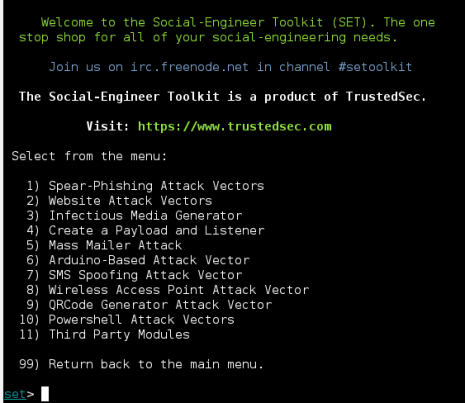 Welcome to the Social-Engineer Toolkit (SET). The one
stop shop for all of your social-engineering needs.
Join us on irc.freenode.net in channel #setoolkit
The Social-Engineer Toolkit is a product of TrustedSec.
Visit: https://www.trustedsec.com
Select from the menu:
1) Spear-Phishing Attack Vectors
2) Website Attack Vectors
3) Infectious Media Generator
4) Create a Payload and Listener
5) Mass Mailer Attack
6) Arduino-Based Attack Vector
7) SMS Spoofing Attack Vector
8) Wireless Access Point Attack Vector
9) QRCode Generator Attack Vector
10) Powershell Attack Vectors
11) Third Party Modules
99) Return back to the main menu.
set>